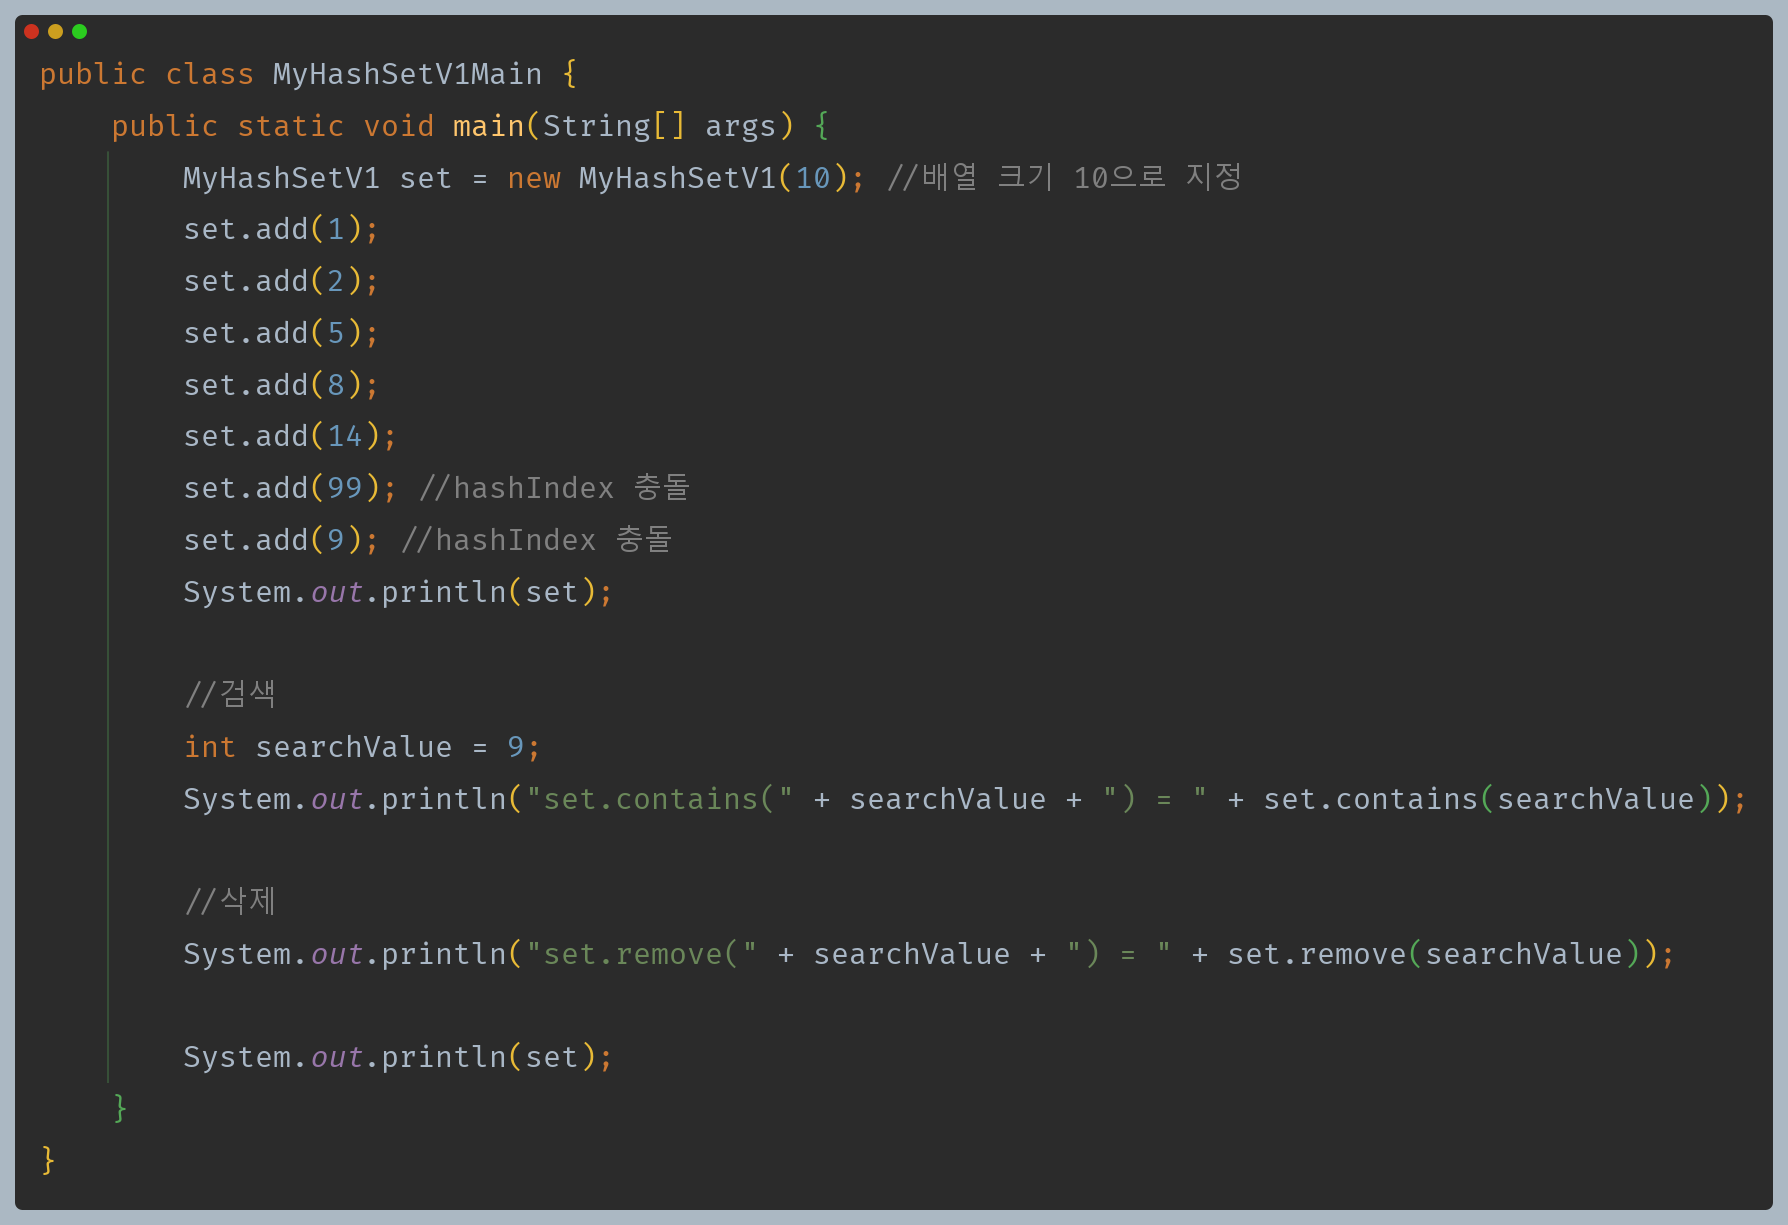 public class MyHashSetV1Main {
    public static void main(String[] args) {
        MyHashSetV1 set = new MyHashSetV1(10); //배열 크기 10으로 지정
        set.add(1);
        set.add(2);
        set.add(5);
        set.add(8);
        set.add(14);
        set.add(99); //hashIndex 충돌
        set.add(9); //hashIndex 충돌
        System.out.println(set);

        //검색
        int searchValue = 9;
        System.out.println("set.contains(" + searchValue + ") = " + set.contains(searchValue));

        //삭제
        System.out.println("set.remove(" + searchValue + ") = " + set.remove(searchValue));

        System.out.println(set);
    }
}